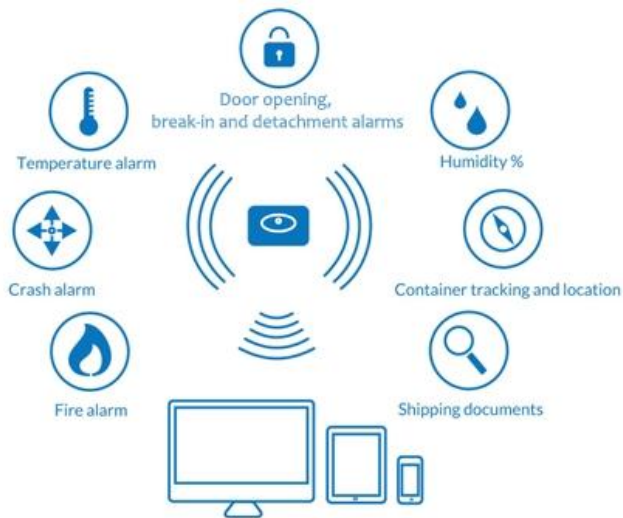 Door opening,
break-in and detachment alarms
Temperature alarm
Humidity %
Crash alarm
Container tracking and location
Fire alarm
Shipping documents